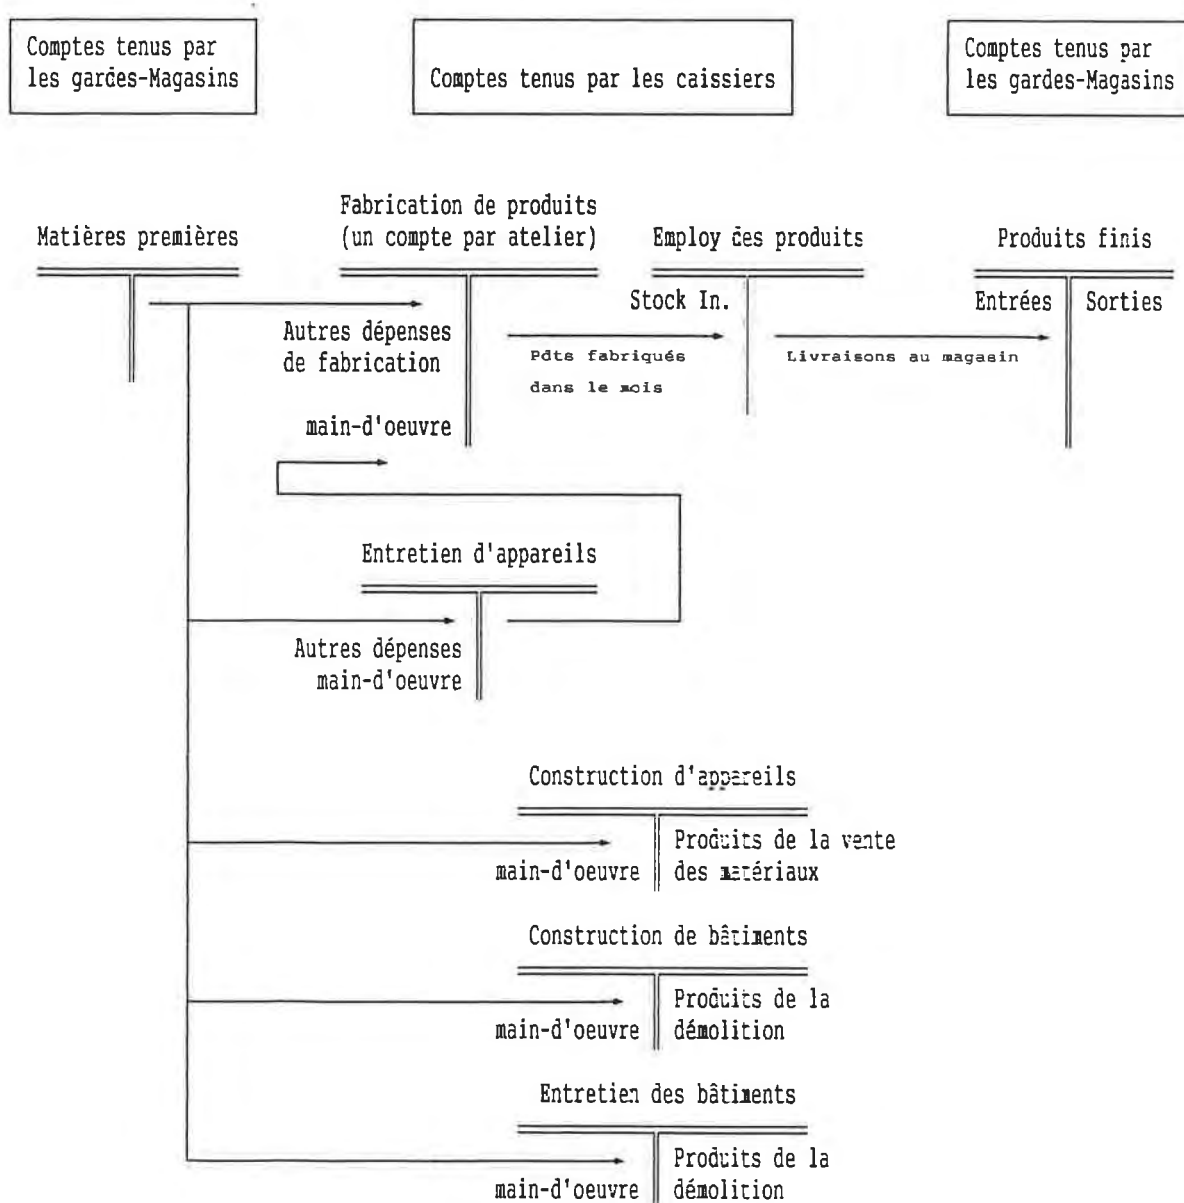 Comptes tenus par
les gardes-Magasins
Comptes tenus par les caissiers
Comptes tenus par
les gardes-Magasins
Matières premières
Fabrication de produits
(un compte par atelier)
Employ des produits
Produits finis
Stock In.
Entrées
Sorties
Autres dépenses
de fabrication
Pdts fabriqués
dans le mois
Livraisons au magasin
main-d'oeuvre
Entretien d'appareils
Autres dépenses
main-d'oeuvre
Construction d'appareils
Produits de la vente
des matériaux
main-d'oeuvre
Construction de bâtiments
Produits de la
démolition
main-d'oeuvre
Entretien des bâtiments
Produits de la
démolition
main-d'oeuvre